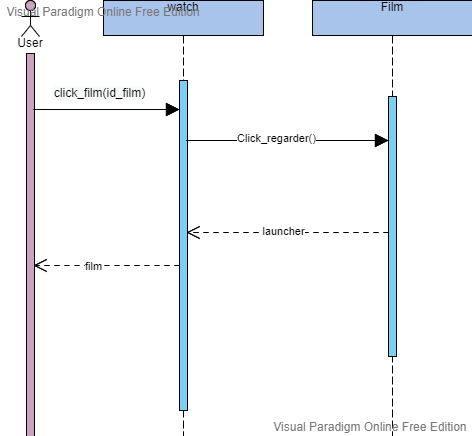 Visual Paradigm Online Free Edition
watch
Film
User
click_film(id_film)
Click_regarder()
launcher
film
Visual Paradigm Online Free Edition